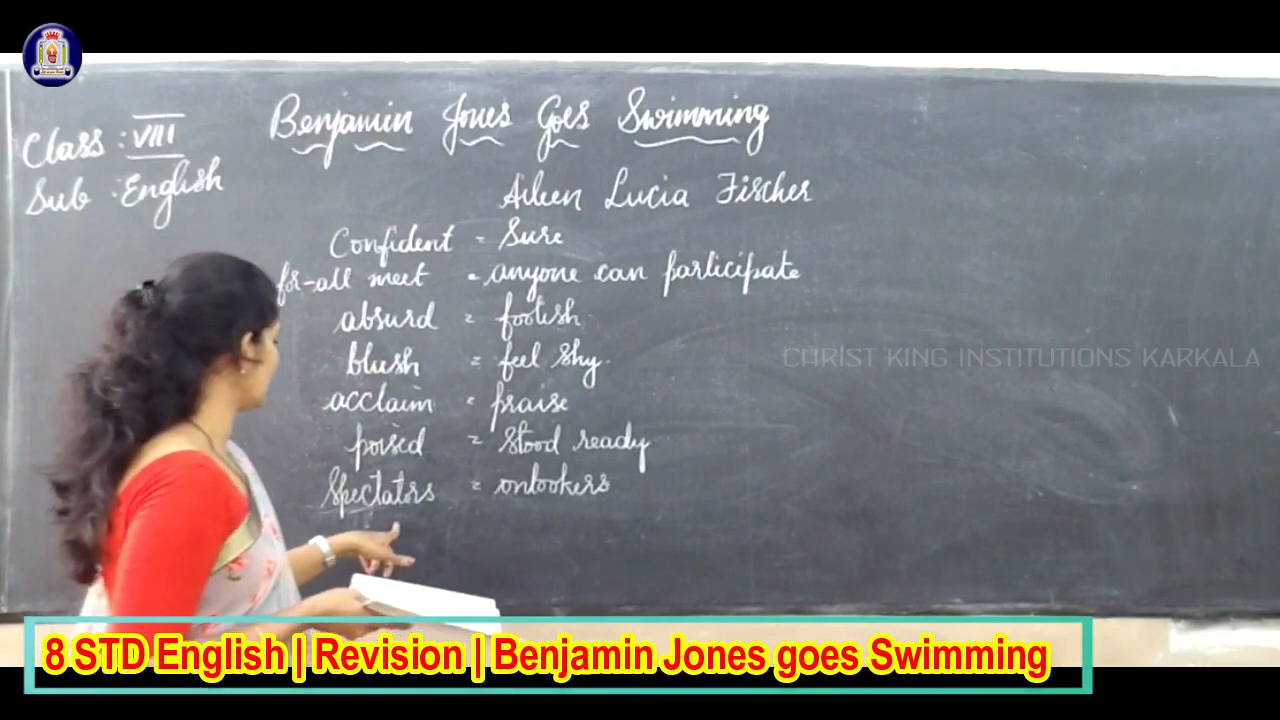 Benjamin Jones Goes Swimming
Class : VIII
Sub : English
Aileen Lucia Fischer
Confident = Sure
for-all meet = anyone can participate
absurd = foolish
blush = feel shy
acclaim = praise
poised = stood ready
Spectators = onlookers
CHRIST KING INSTITUTIONS KARKALA
8 STD English | Revision | Benjamin Jones goes Swimming